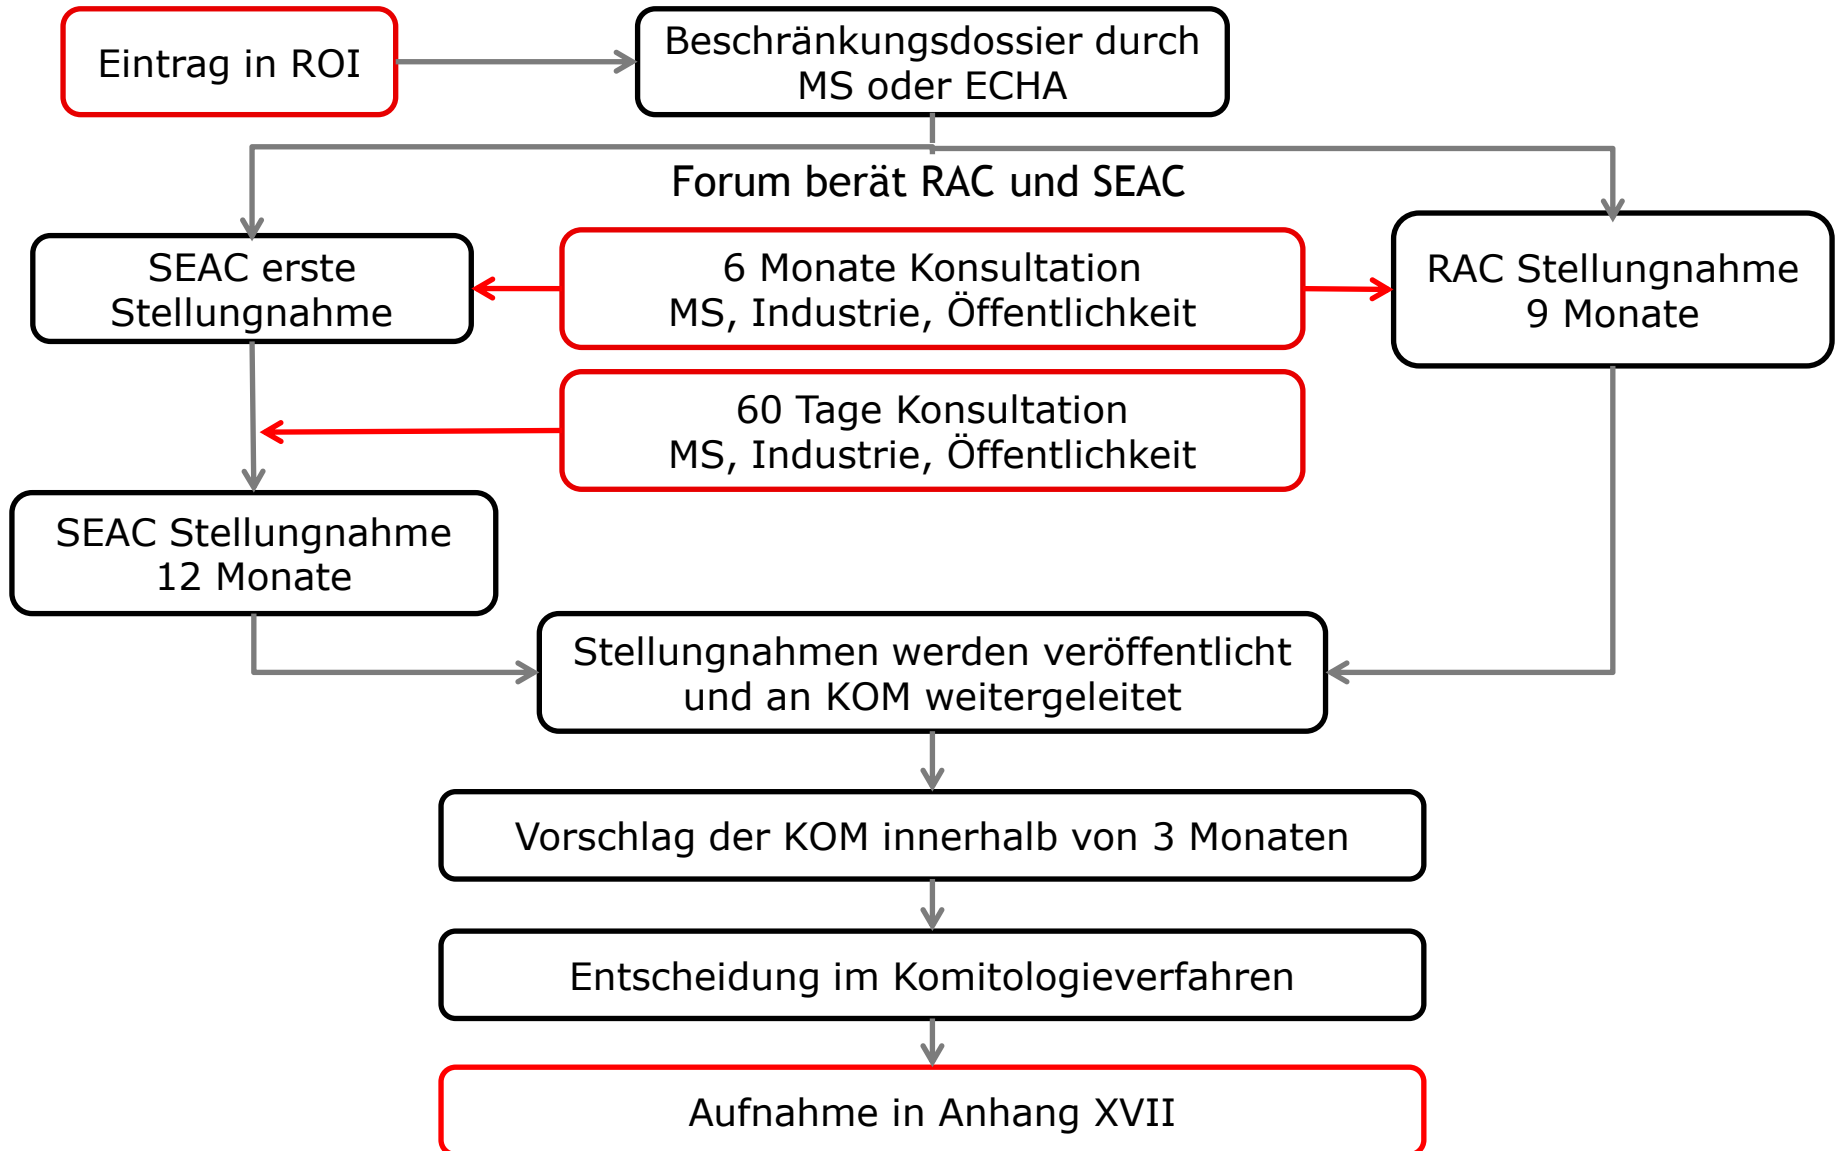 Eintrag in ROI
Beschränkungsdossier durch
MS oder ECHA
Forum berät RAC und SEAC
SEAC erste
Stellungnahme
6 Monate Konsultation
MS, Industrie, Öffentlichkeit
RAC Stellungnahme
9 Monate
60 Tage Konsultation
MS, Industrie, Öffentlichkeit
SEAC Stellungnahme
12 Monate
Stellungnahmen werden veröffentlicht
und an KOM weitergeleitet
Vorschlag der KOM innerhalb von 3 Monaten
Entscheidung im Komitologieverfahren
Aufnahme in Anhang XVII